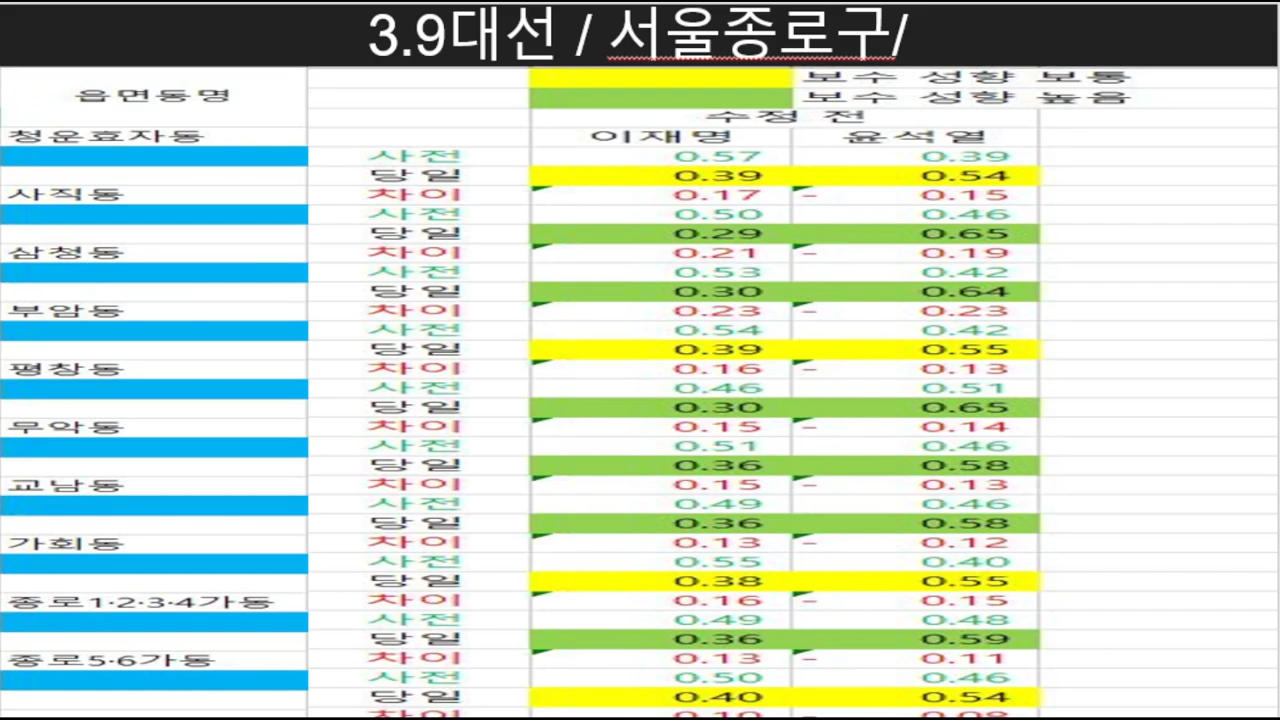 3.9대선 / 서울종로구/
보수 성향 보통
읍면동명 보수 성향 높음
수정 전
청운효자동 이재명 윤석열
사전 0.57 0.39
당일 0.39 0.54
사직동 차이 0.17 - 0.15
사전 0.50 0.46
당일 0.29 0.65
삼청동 차이 0.21 - 0.19
사전 0.53 0.42
당일 0.30 0.64
부암동 차이 0.23 - 0.23
사전 0.54 0.42
당일 0.39 0.55
평창동 차이 0.16 - 0.13
사전 0.46 0.51
당일 0.30 0.65
무악동 차이 0.15 - 0.14
사전 0.51 0.46
당일 0.36 0.58
교남동 차이 0.15 - 0.13
사전 0.49 0.46
당일 0.36 0.58
가회동 차이 0.13 - 0.12
사전 0.55 0.40
당일 0.38 0.55
종로1·2·3·4가동 차이 0.16 - 0.15
사전 0.49 0.48
당일 0.36 0.59
종로5·6가동 차이 0.13 - 0.11
사전 0.50 0.46
당일 0.40 0.54
차이 0.10 - 0.08